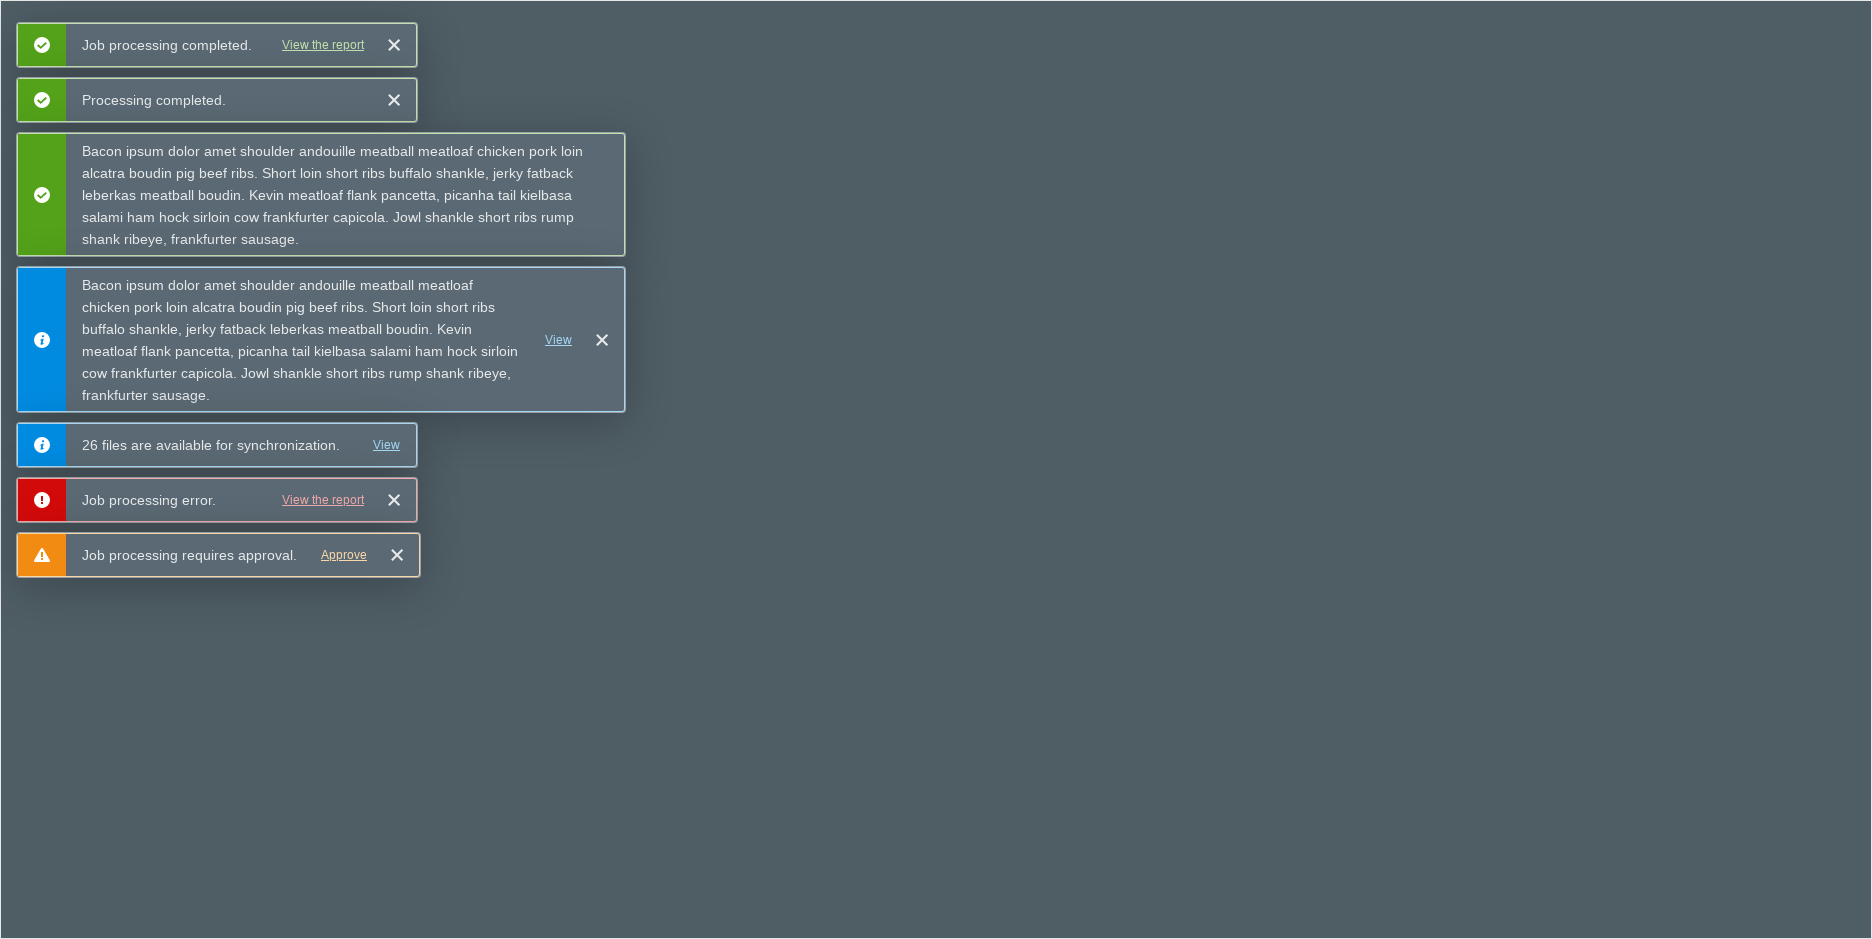 Job processing completed. View the report
Processing completed.
Bacon ipsum dolor amet shoulder andouille meatball meatloaf chicken pork loin
alcatra boudin pig beef ribs. Short loin short ribs buffalo shankle, jerky fatback
leberkas meatball boudin. Kevin meatloaf flank pancetta, picanha tail kielbasa
salami ham hock sirloin cow frankfurter capicola. Jowl shankle short ribs rump
shank ribeye, frankfurter sausage.
Bacon ipsum dolor amet shoulder andouille meatball meatloaf
chicken pork loin alcatra boudin pig beef ribs. Short loin short ribs
buffalo shankle, jerky fatback leberkas meatball boudin. Kevin
meatloaf flank pancetta, picanha tail kielbasa salami ham hock sirloin
cow frankfurter capicola. Jowl shankle short ribs rump shank ribeye,
frankfurter sausage.
View
26 files are available for synchronization. View
Job processing error. View the report
Job processing requires approval. Approve